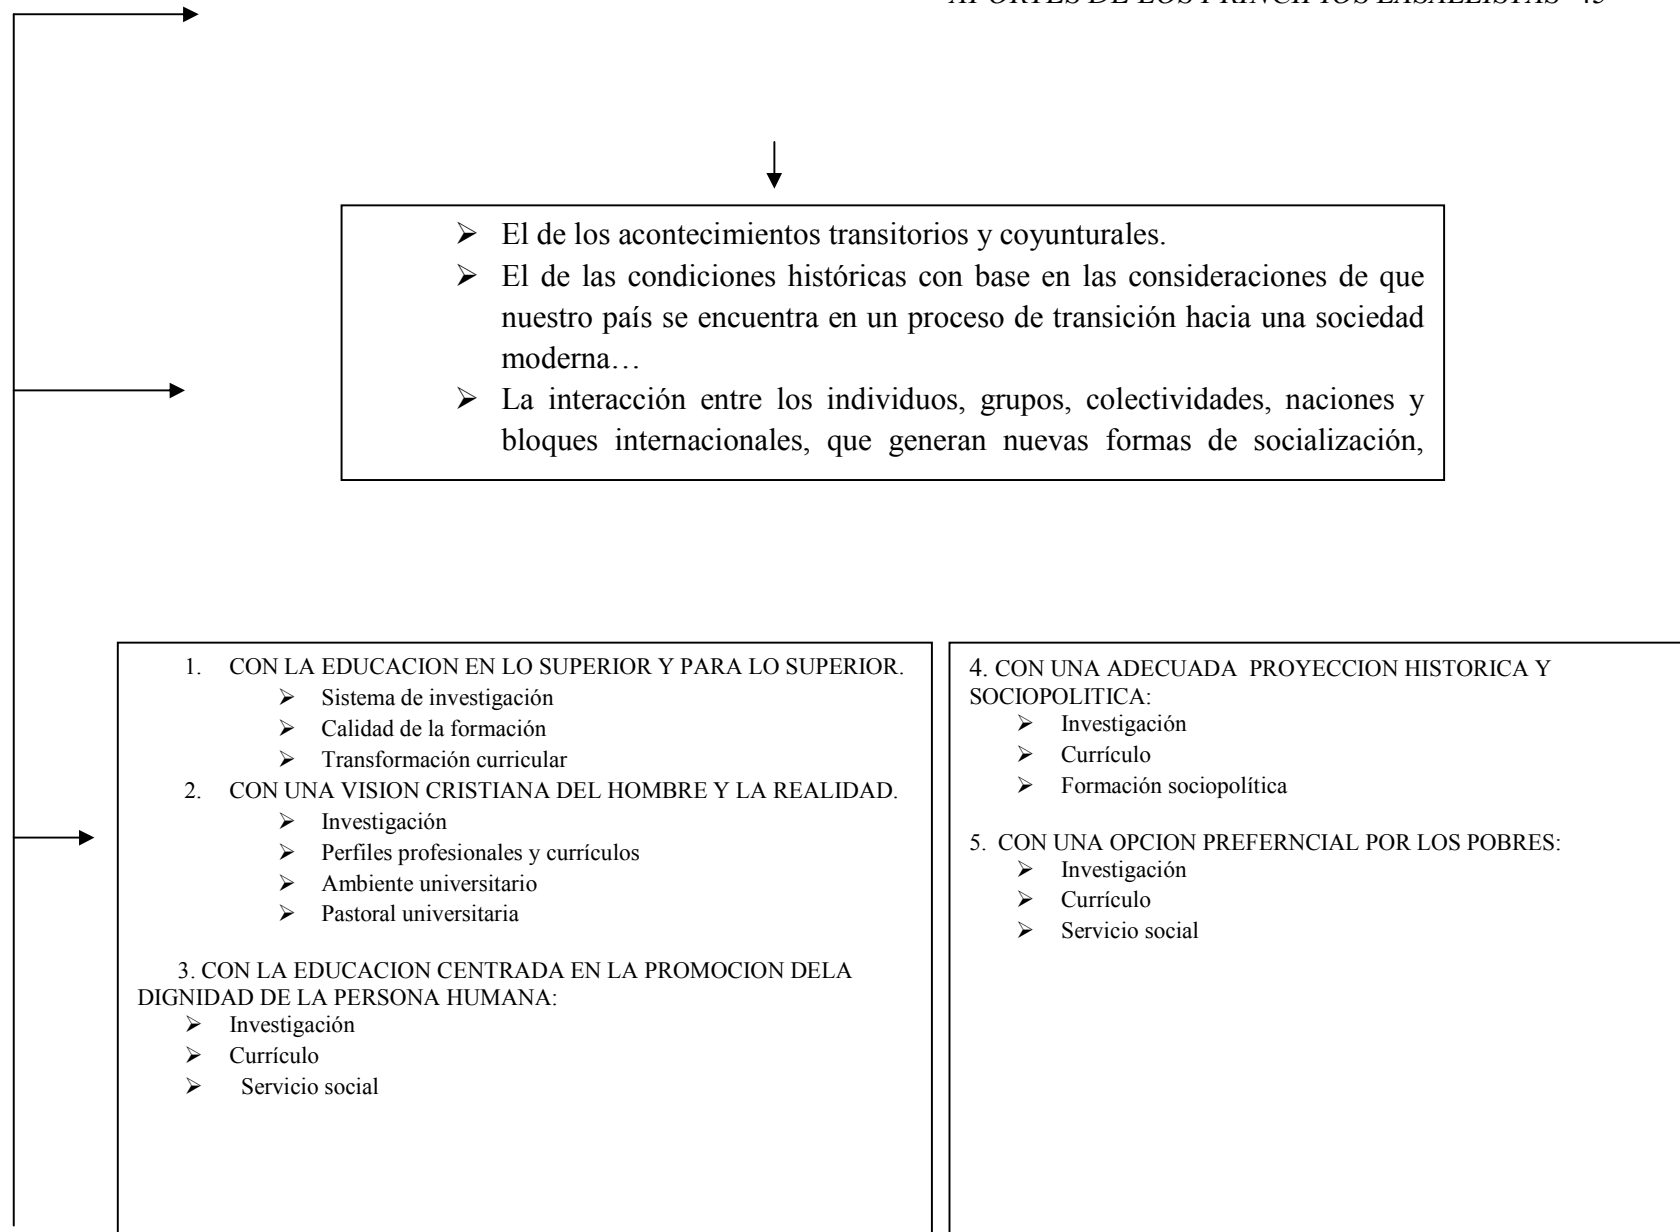 APORTES DE LOS PRINCIPIOS LASALLISTAS 45
➢ El de los acontecimientos transitorios y coyunturales.
➢ El de las condiciones históricas con base en las consideraciones de que
nuestro país se encuentra en un proceso de transición hacia una sociedad
moderna…
➢ La interacción entre los individuos, grupos, colectividades, naciones y
bloques internacionales, que generan nuevas formas de socialización,
1. CON LA EDUCACION EN LO SUPERIOR Y PARA LO SUPERIOR.
➢ Sistema de investigación
➢ Calidad de la formación
➢ Transformación curricular
2. CON UNA VISION CRISTIANA DEL HOMBRE Y LA REALIDAD.
➢ Investigación
➢ Perfiles profesionales y currículos
➢ Ambiente universitario
➢ Pastoral universitaria
3. CON LA EDUCACION CENTRADA EN LA PROMOCION DELA
DIGNIDAD DE LA PERSONA HUMANA:
➢ Investigación
➢ Currículo
➢ Servicio social
4. CON UNA ADECUADA PROYECCION HISTORICA Y
SOCIOPOLITICA:
➢ Investigación
➢ Currículo
➢ Formación sociopolítica
5. CON UNA OPCION PREFERNCIAL POR LOS POBRES:
➢ Investigación
➢ Currículo
➢ Servicio social